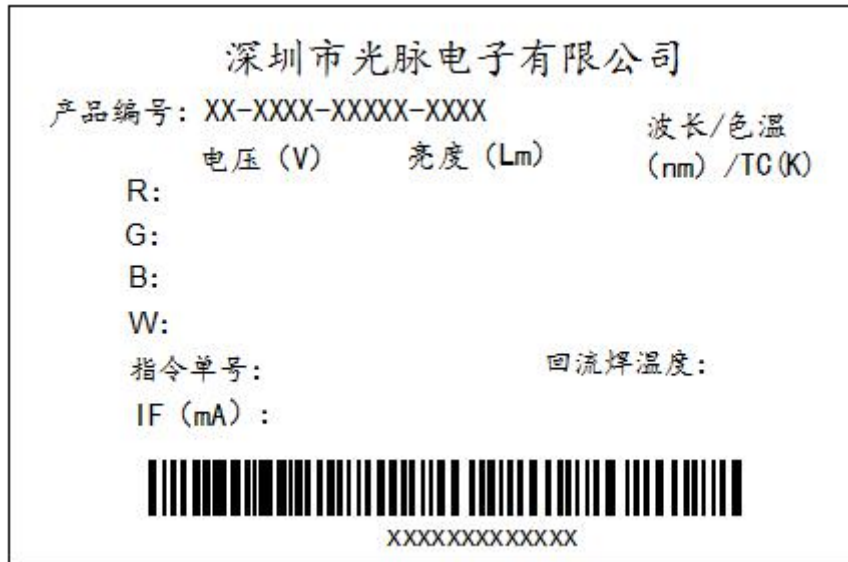 深圳市光脉电子有限公司
产品编号: XX-XXXX-XXXXX-XXXX
电压（V） 亮度（Lm） 波长/色温
（nm）/TC(K)
R:
G:
B:
W:
指令单号: 回流焊温度:
IF（mA）:
XXXXXXXXXXXXX